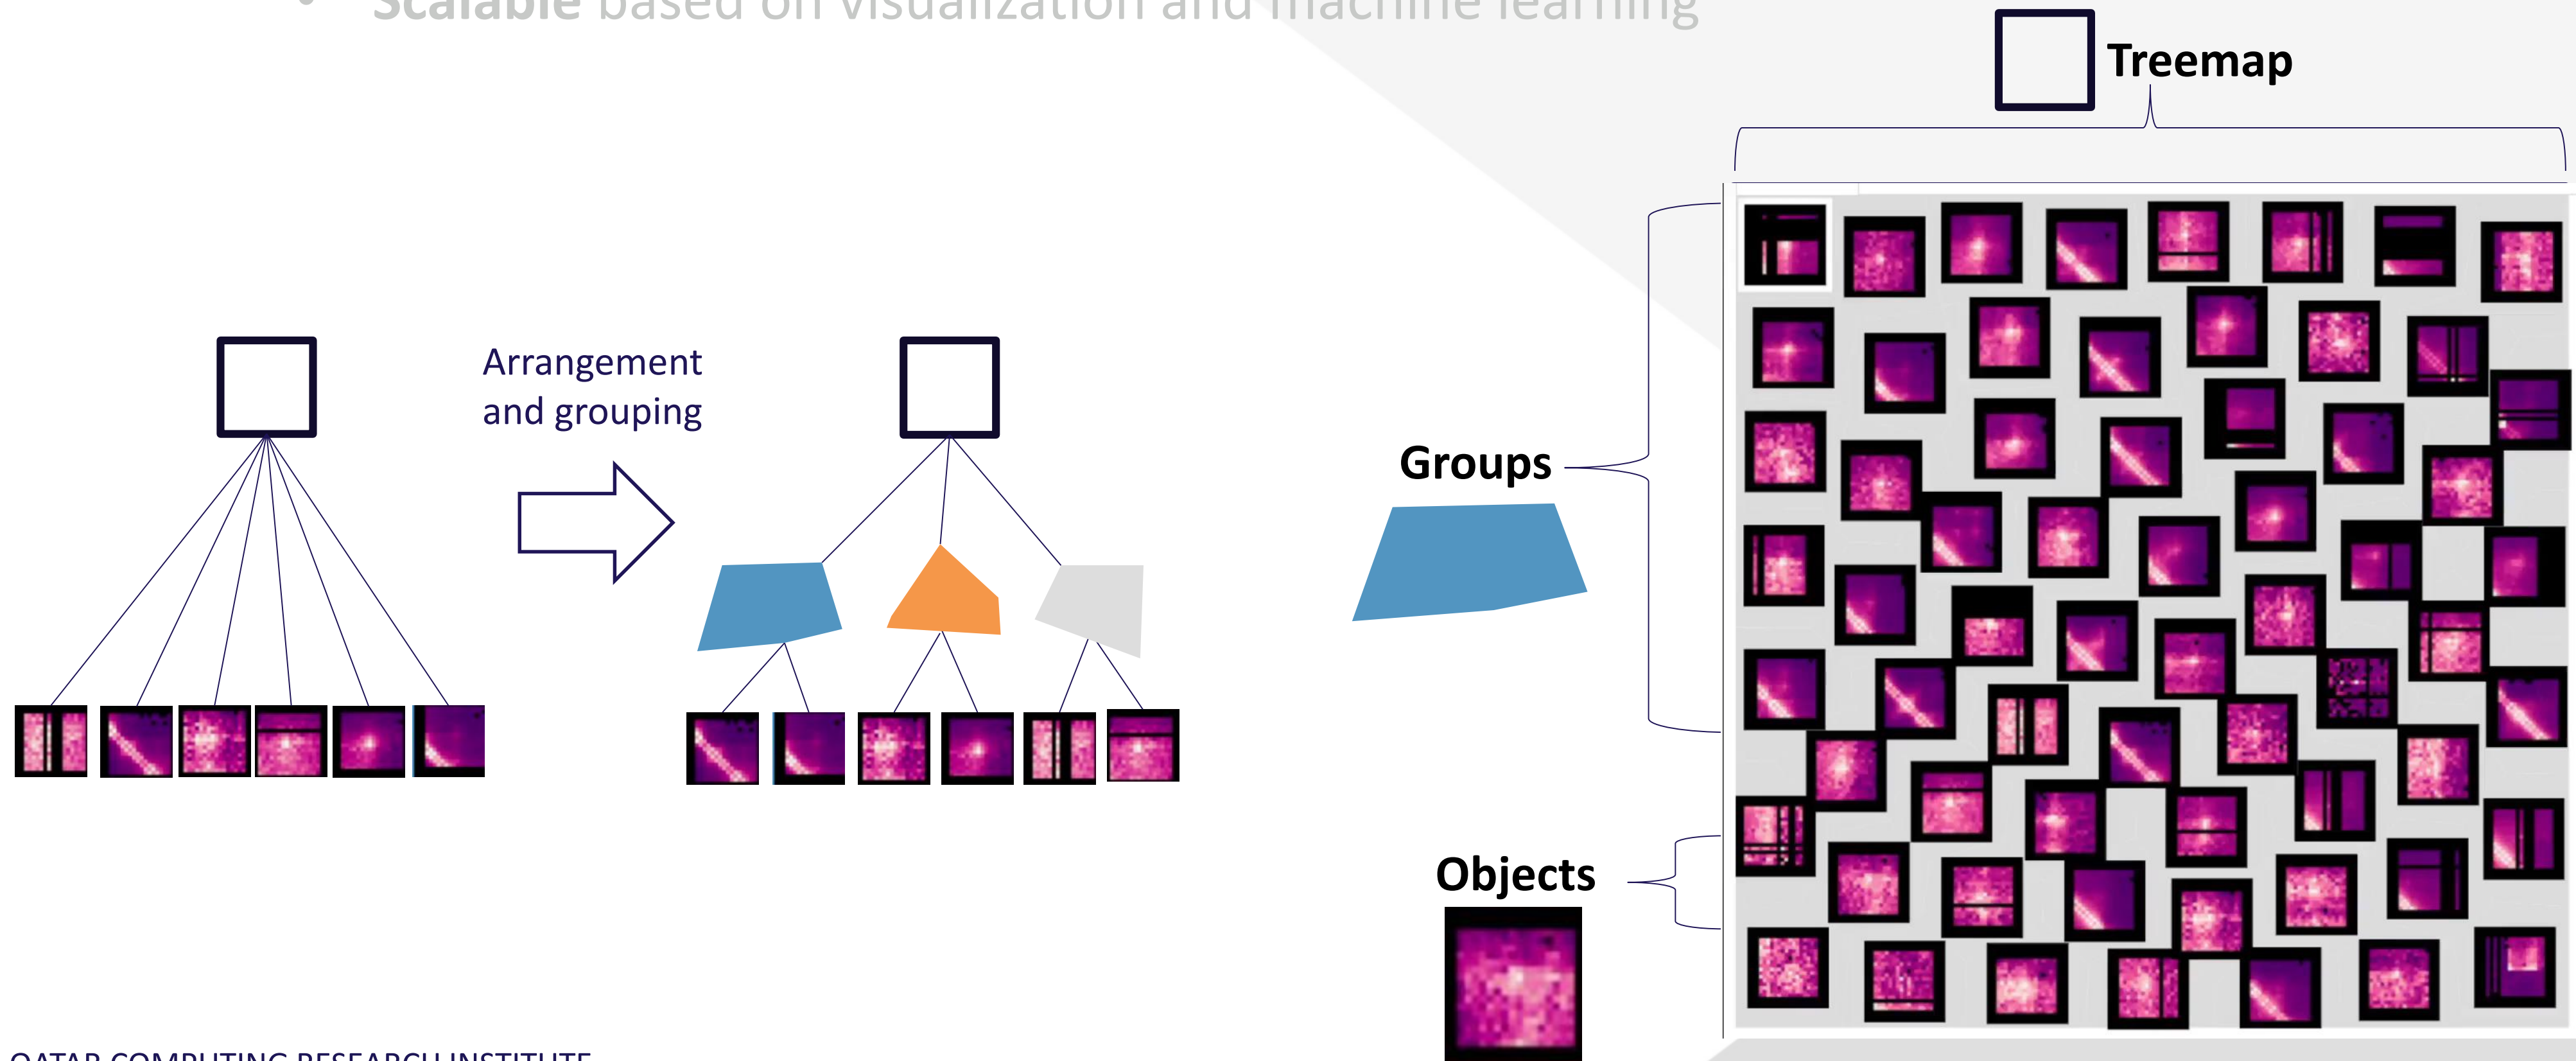 • Scalable based on visualization and machine learning
Treemap
Arrangement
and grouping
Groups
Objects
QATAR COMPUTING RESEARCH INSTITUTE